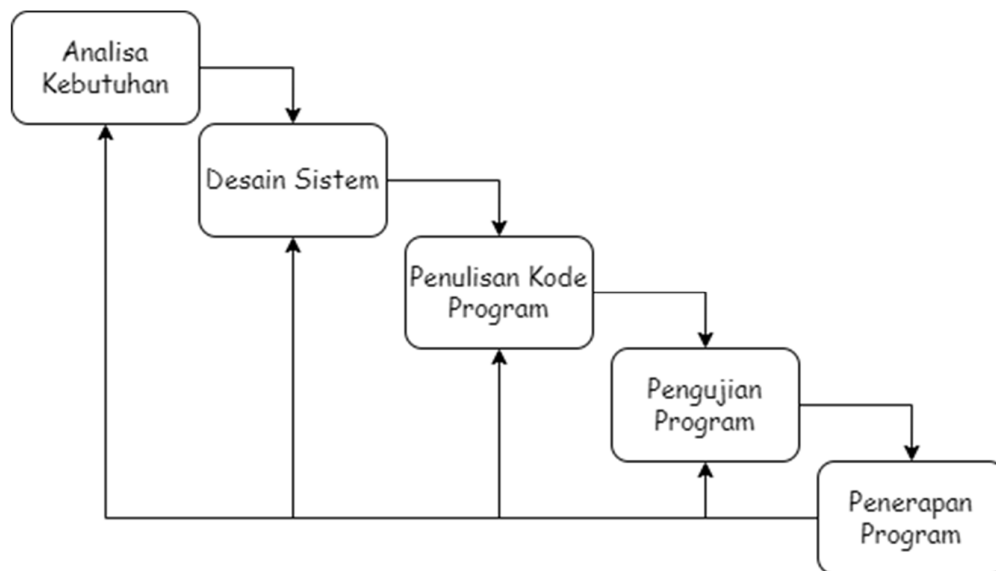 Analisa
Kebutuhan
Desain Sistem
Penulisan Kode
Program
Pengujian
Program
Penerapan
Program